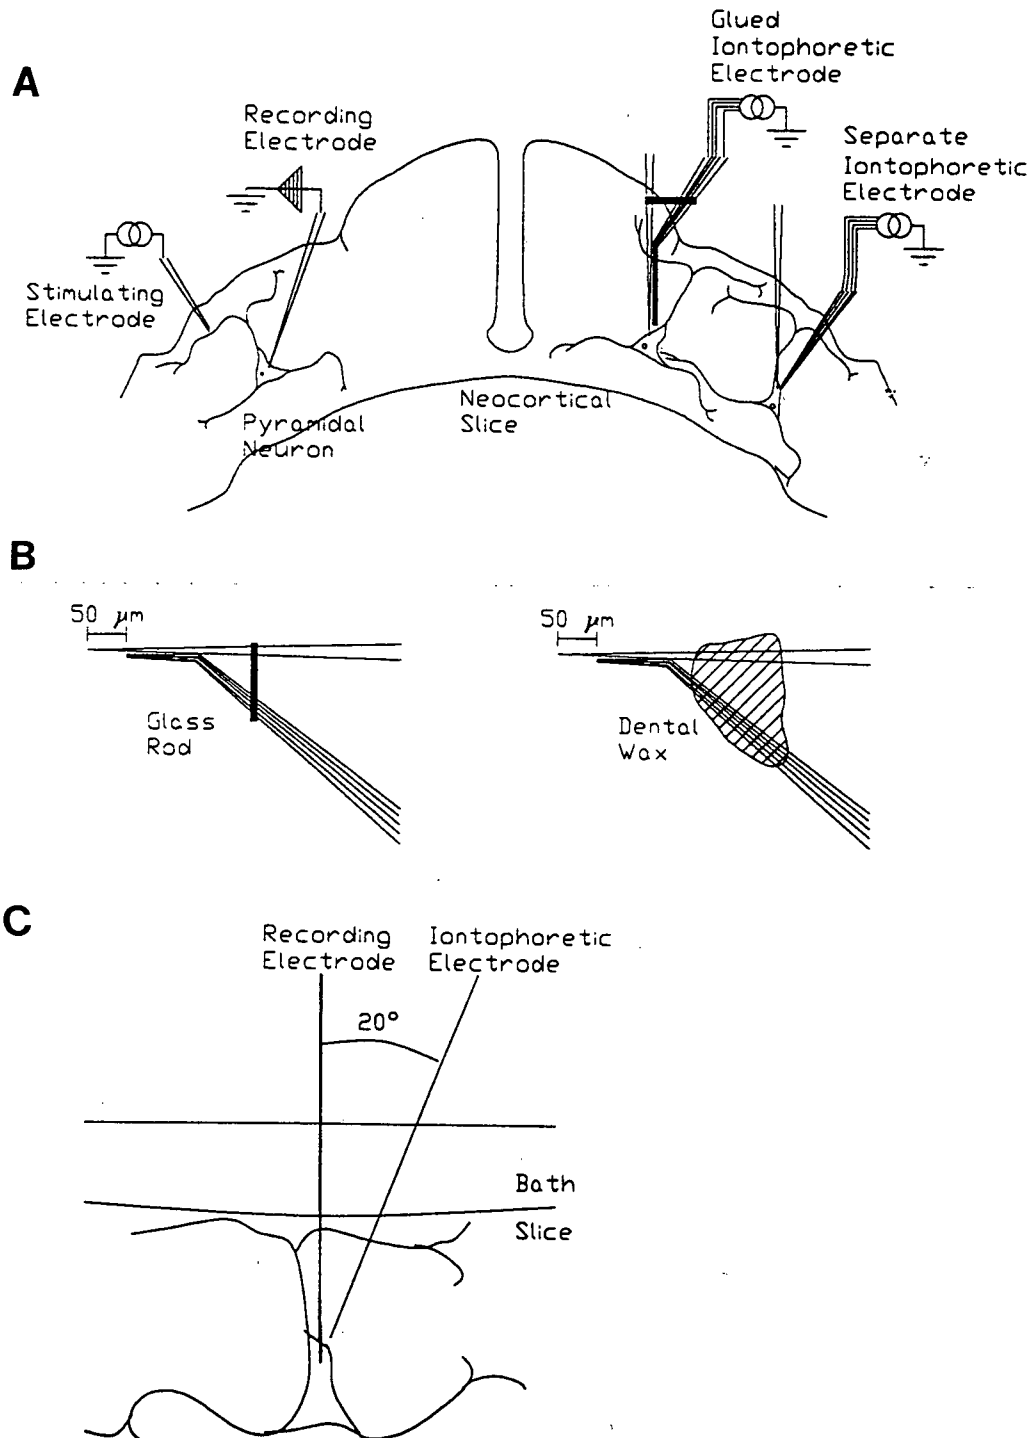 A
Glued
Iontophoretic
Electrode
Recording
Electrode
Separate
Iontophoretic
Electrode
Stimulating
Electrode
Pyramidal
Neuron
Neocortical
Slice
B
50 μm
Glass
Rod
50 μm
Dental
Wax
C
Recording
Electrode
Iontophoretic
Electrode
20°
Bath
Slice